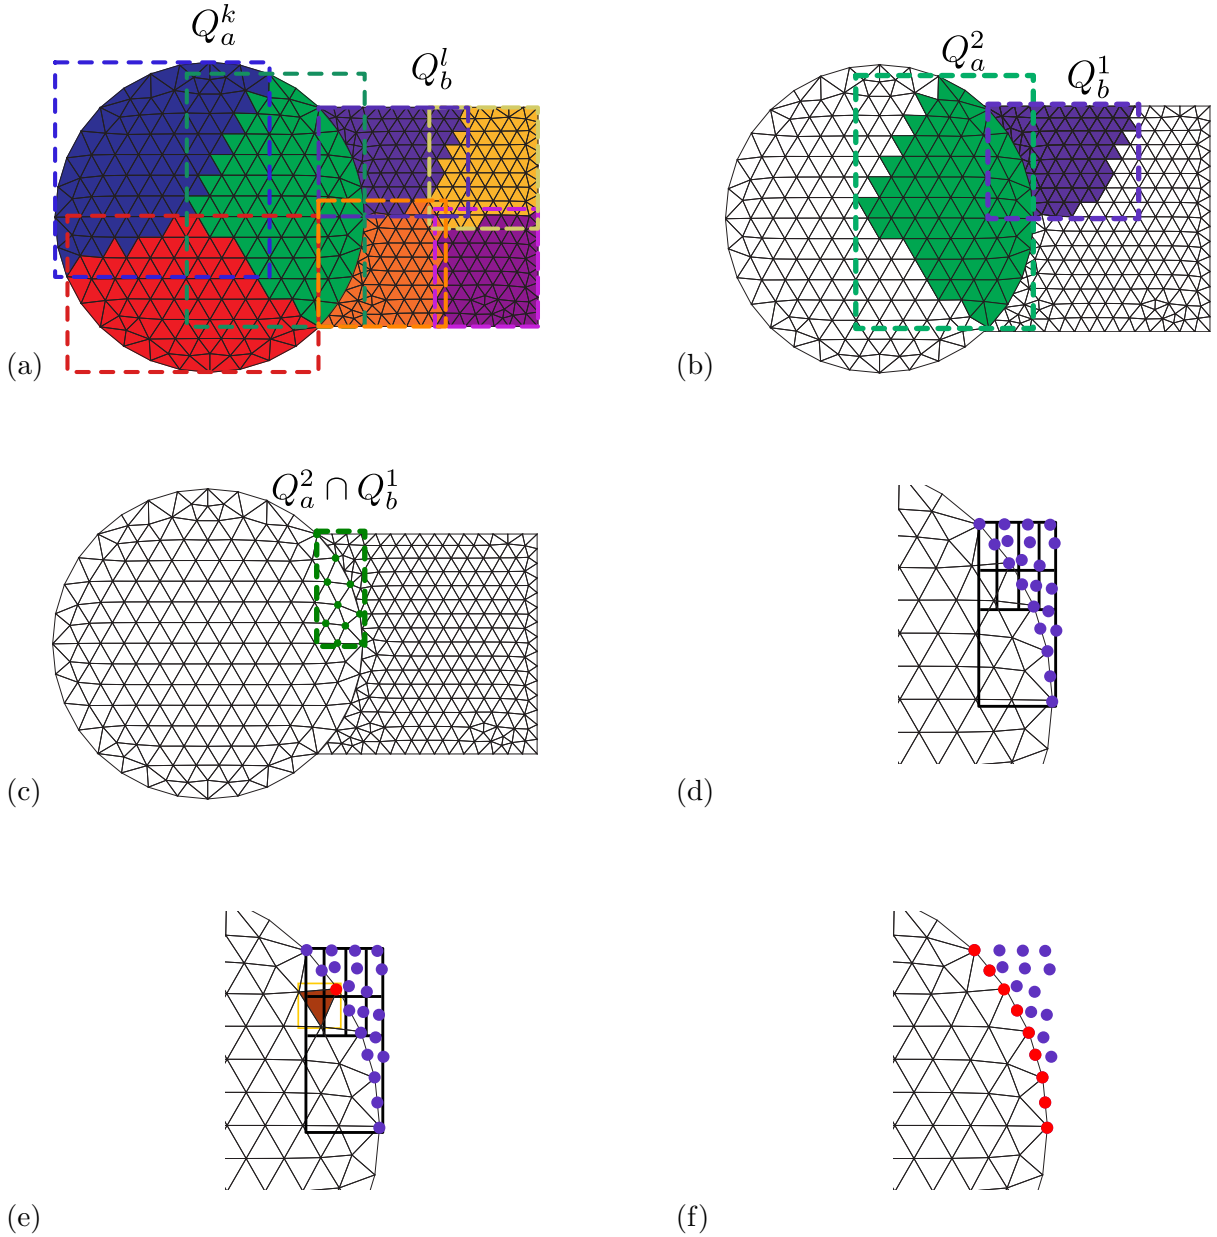 Q_a^k
Q_b^l
(a)
Q_a^2
Q_b^1
(b)
Q_a^2 ∩ Q_b^1
(c)
(d)
(e)
(f)